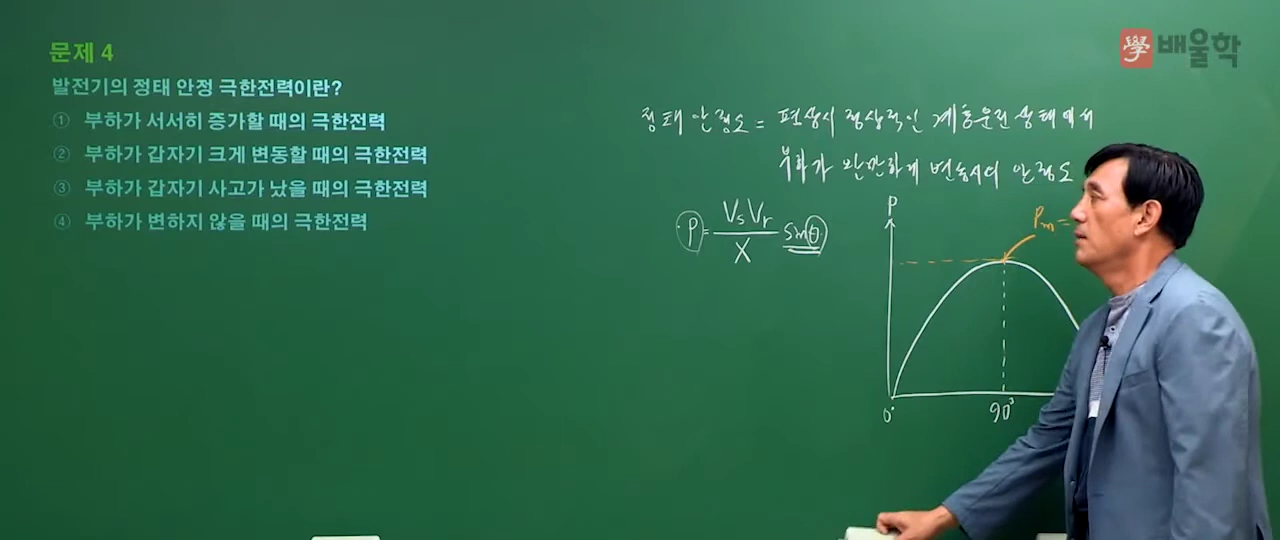 문제 4
발전기의 정태 안정 극한전력이란?
① 부하가 서서히 증가할 때의 극한전력
② 부하가 갑자기 크게 변동할 때의 극한전력
③ 부하가 갑자기 사고가 났을 때의 극한전력
④ 부하가 변하지 않을 때의 극한전력
學 배울학
정태 안정도 = 평상시 정상적인 계통운전 상태에서
부하가 완만하게 변동시의 안정도
P = VsVr / X sinθ
P
Pm =
0°
90°